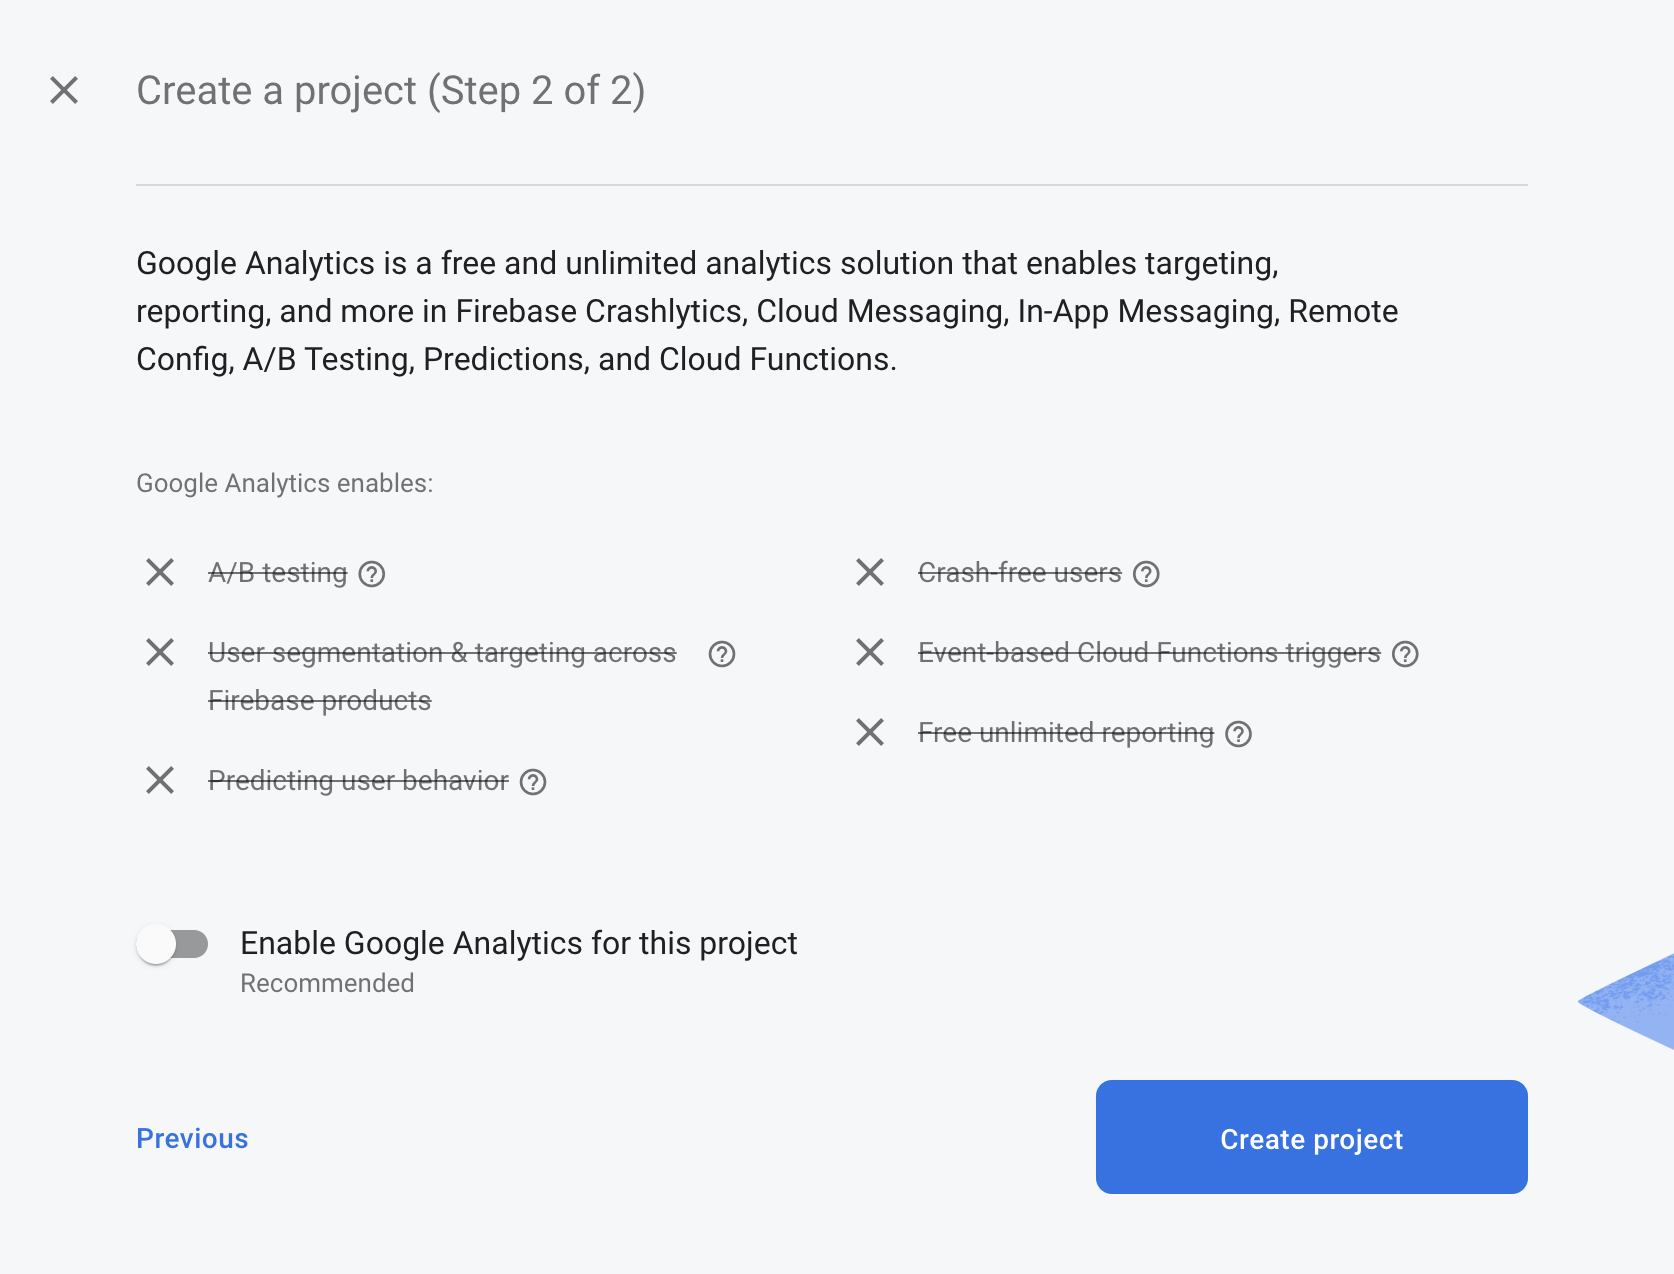 Create a project (Step 2 of 2)
Google Analytics is a free and unlimited analytics solution that enables targeting,
reporting, and more in Firebase Crashlytics, Cloud Messaging, In-App Messaging, Remote
Config, A/B Testing, Predictions, and Cloud Functions.
Google Analytics enables:
A/B testing
User segmentation & targeting across
Firebase products
Predicting user behavior
Crash-free users
Event-based Cloud Functions triggers
Free unlimited reporting
Enable Google Analytics for this project
Recommended
Previous
Create project